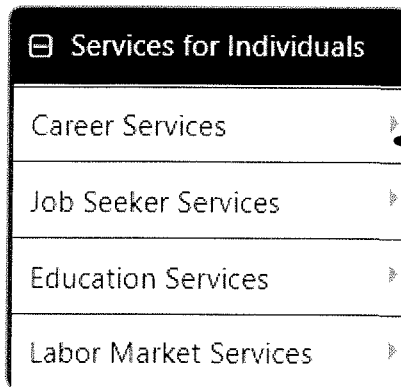 Services for Individuals
Career Services
Job Seeker Services
Education Services
Labor Market Services